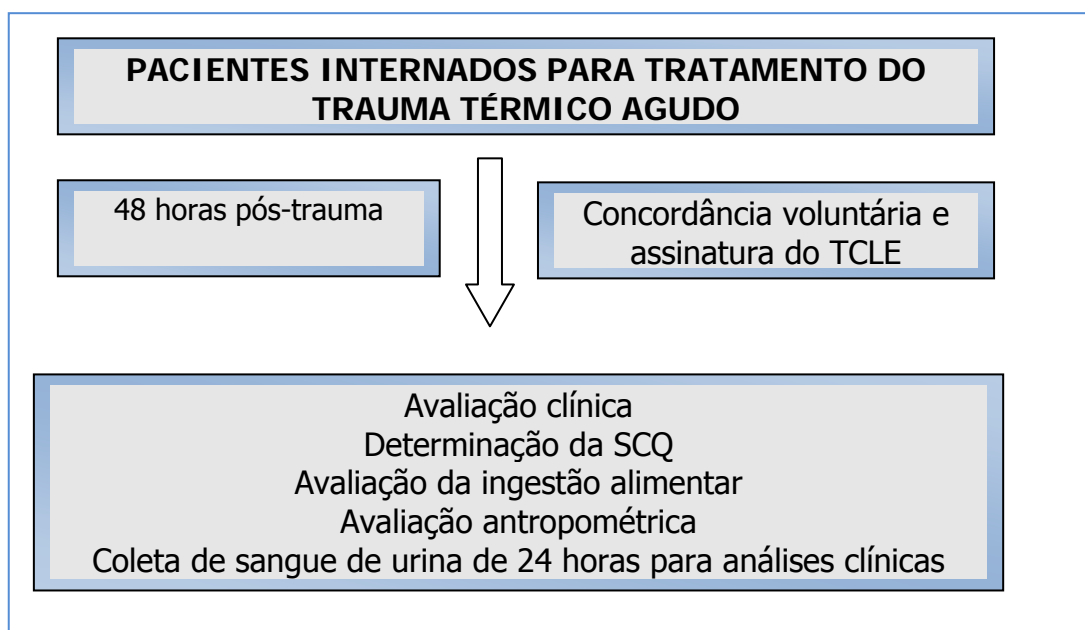 PACIENTES INTERNADOS PARA TRATAMENTO DO
TRAUMA TÉRMICO AGUDO
48 horas pós-trauma
Concordância voluntária e
assinatura do TCLE
Avaliação clínica
Determinação da SCQ
Avaliação da ingestão alimentar
Avaliação antropométrica
Coleta de sangue de urina de 24 horas para análises clínicas